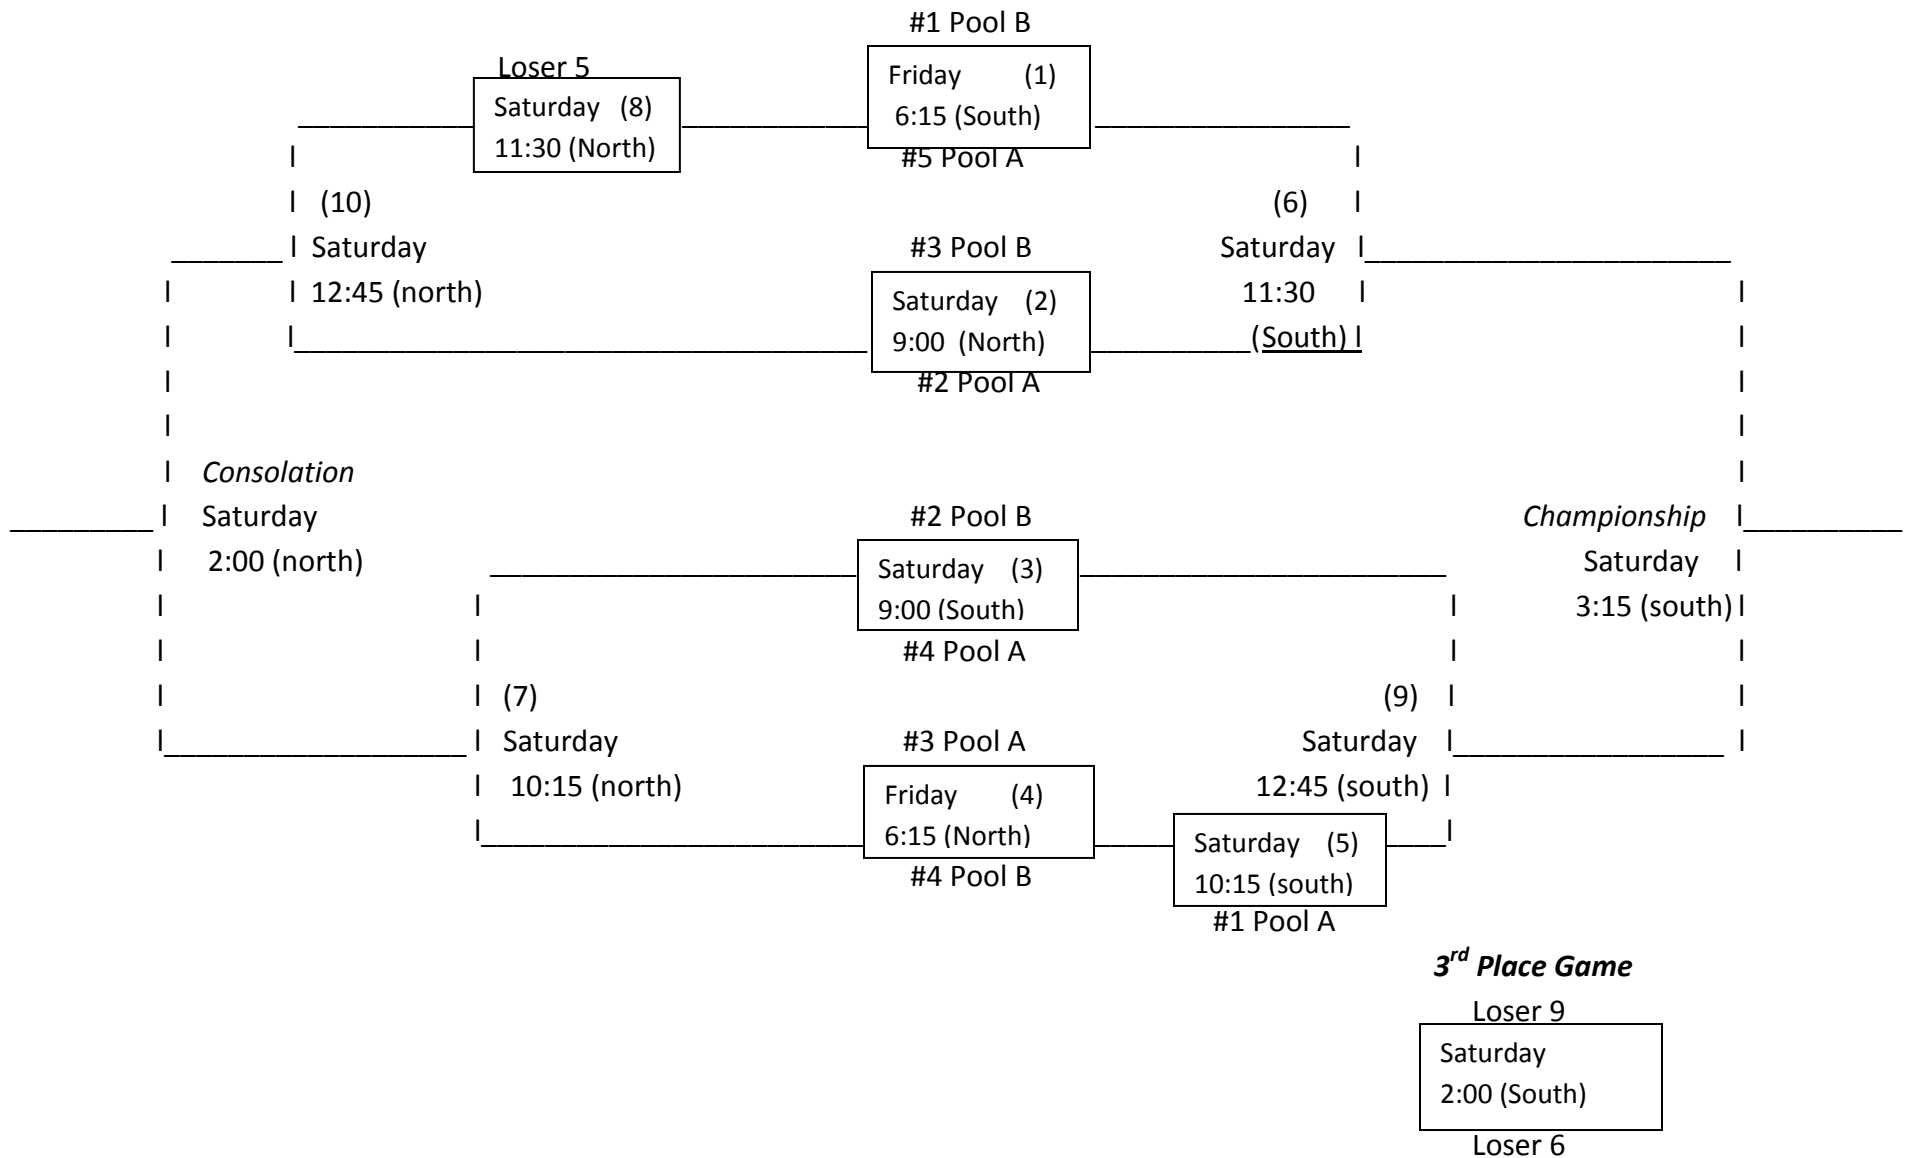 #1 Pool B
Loser 5
Friday (1)
6:15 (South)
#5 Pool A
Saturday (8)
11:30 (North)
(10)
Saturday
12:45 (north)
(6)
Saturday
11:30
(South)
#3 Pool B
Saturday (2)
9:00 (North)
#2 Pool A
Consolation
Saturday
2:00 (north)
#2 Pool B
Saturday (3)
9:00 (South)
#4 Pool A
Championship
Saturday
3:15 (south)
(7)
Saturday
10:15 (north)
#3 Pool A
Friday (4)
6:15 (North)
#4 Pool B
(9)
Saturday
12:45 (south)
Saturday (5)
10:15 (south)
#1 Pool A
3rd Place Game
Loser 9
Saturday
2:00 (South)
Loser 6